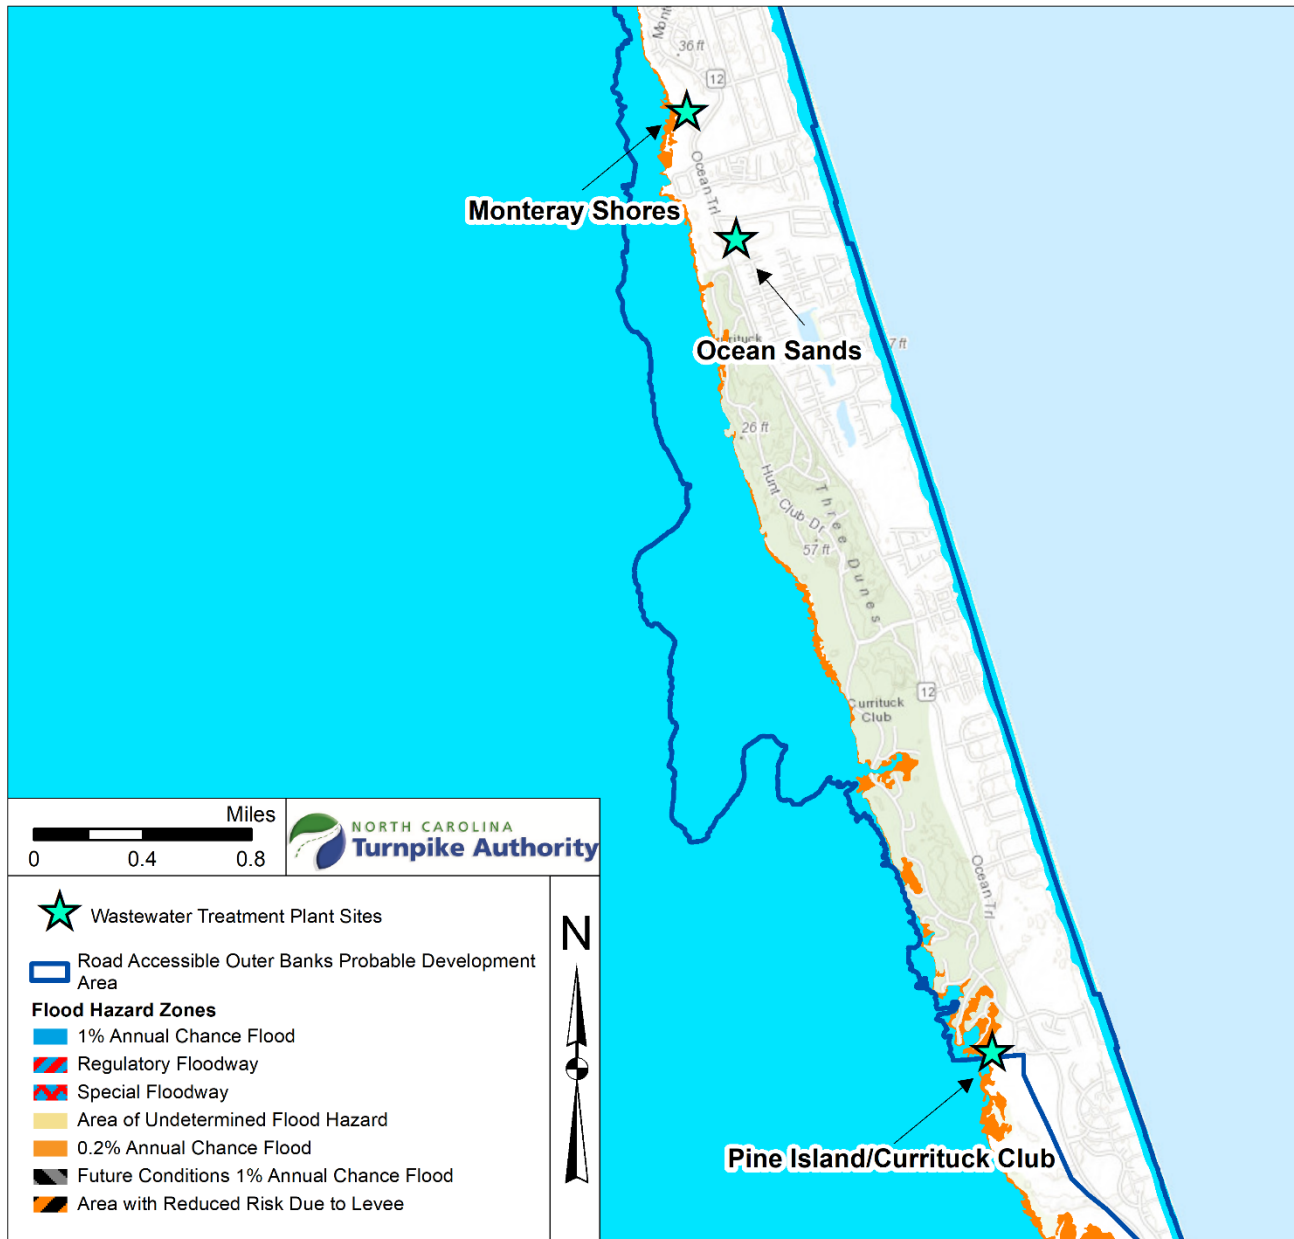 Monte
36 ft
12
Ocean Trl
Monteray Shores
Ocean Sands
7 ft
Currituck
26 ft
Hunt Club Dr
Three Dunes
57 ft
12
Currituck
Club
Ocean Trl
Pine Island/Currituck Club
Miles
0 0.4 0.8
NORTH CAROLINA
Turnpike Authority
N
Wastewater Treatment Plant Sites
Road Accessible Outer Banks Probable Development
Area
Flood Hazard Zones
1% Annual Chance Flood
Regulatory Floodway
Special Floodway
Area of Undetermined Flood Hazard
0.2% Annual Chance Flood
Future Conditions 1% Annual Chance Flood
Area with Reduced Risk Due to Levee